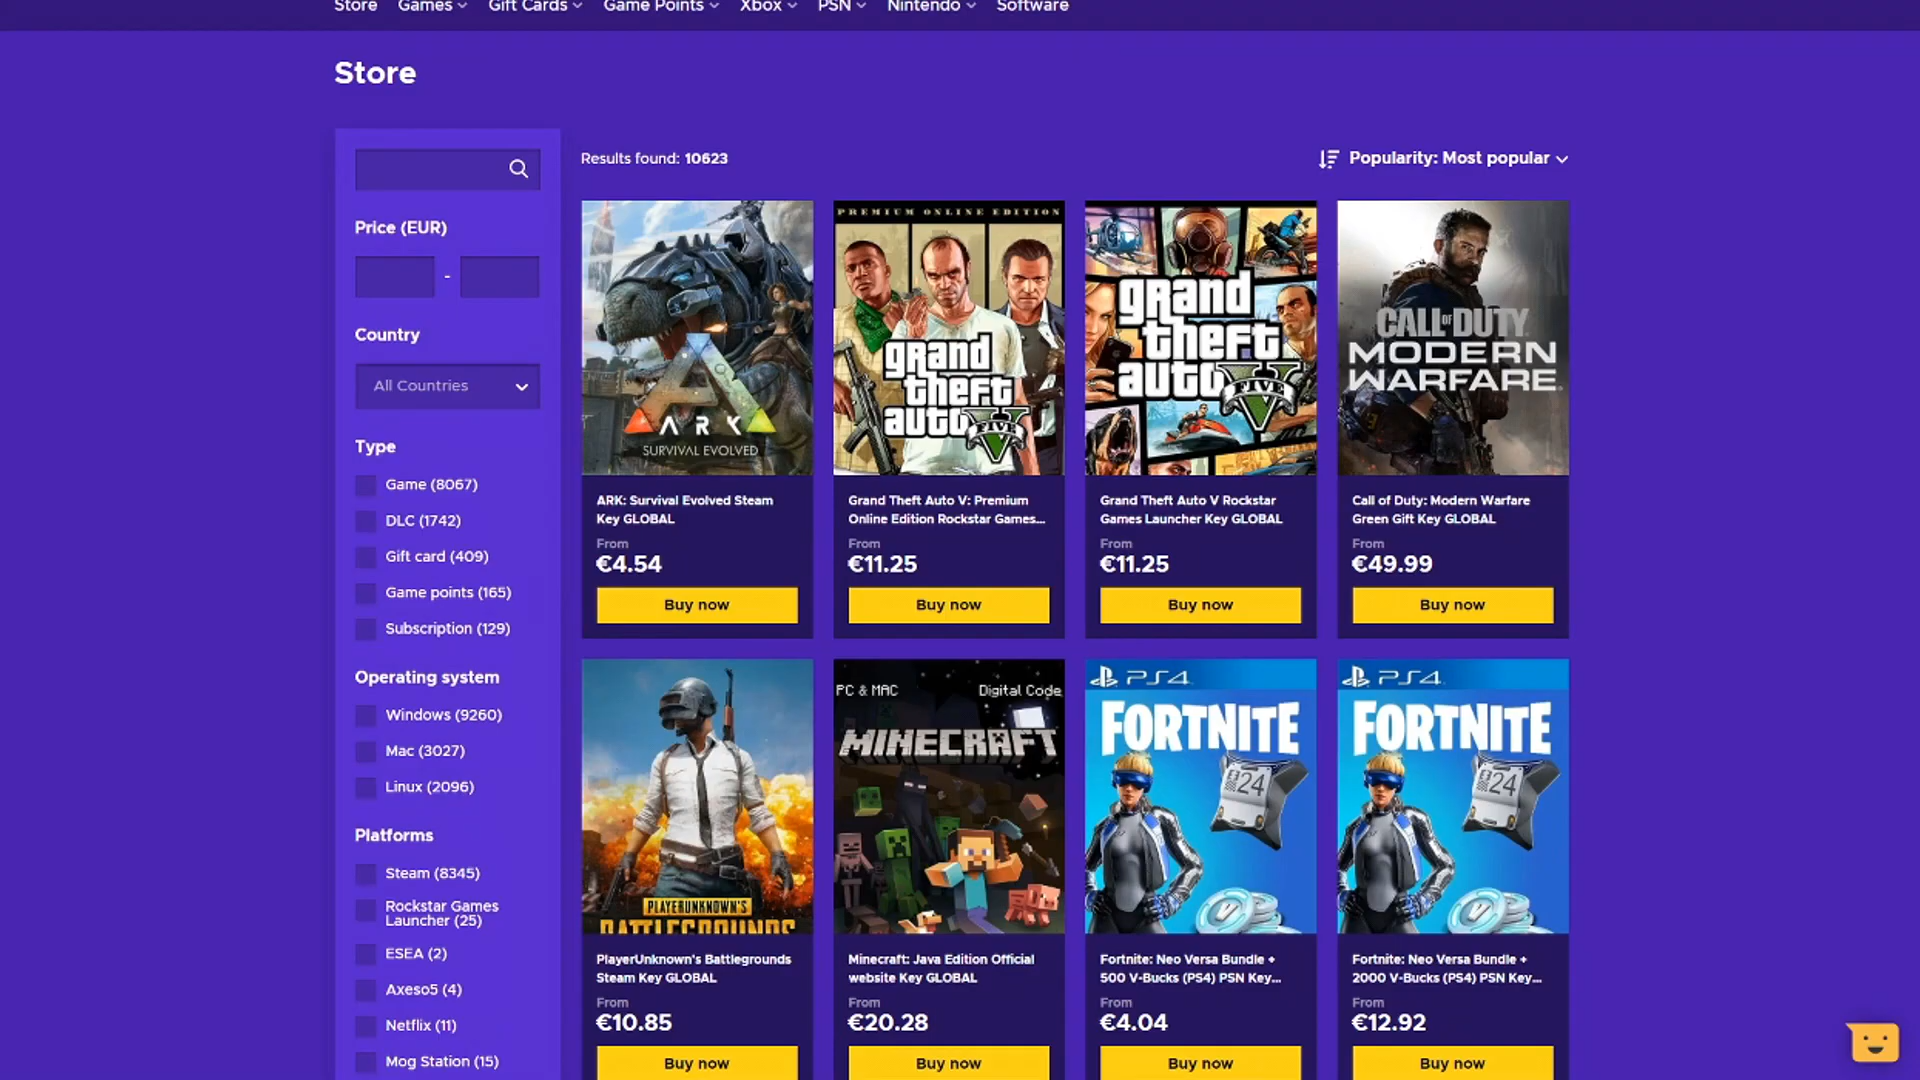 Store Games Gift Cards Game Points Xbox PSN Nintendo Software
Store
Results found: 10623
Popularity: Most popular
Price (EUR)
-
Country
All Countries
Type
Game (8067)
DLC (1742)
Gift card (409)
Game points (165)
Subscription (129)
Operating system
Windows (9260)
Mac (3027)
Linux (2096)
Platforms
Steam (8345)
Rockstar Games
Launcher (25)
ESEA (2)
Axeso5 (4)
Netflix (11)
Mog Station (15)
ARK
SURVIVAL EVOLVED
ARK: Survival Evolved Steam
Key GLOBAL
From
€4.54
Buy now
PREMIUM ONLINE EDITION
grand
theft
auto V
FIVE
Grand Theft Auto V: Premium
Online Edition Rockstar Games...
From
€11.25
Buy now
grand
theft
auto V
FIVE
Grand Theft Auto V Rockstar
Games Launcher Key GLOBAL
From
€11.25
Buy now
CALL OF DUTY
MODERN
WARFARE
Call of Duty: Modern Warfare
Green Gift Key GLOBAL
From
€49.99
Buy now
PLAYERUNKNOWN'S
BATTLEGROUNDS
PlayerUnknown's Battlegrounds
Steam Key GLOBAL
From
€10.85
Buy now
PC & MAC Digital Code
MINECRAFT
Minecraft: Java Edition Official
website Key GLOBAL
From
€20.28
Buy now
PS4
FORTNITE
24
Fortnite: Neo Versa Bundle +
500 V-Bucks (PS4) PSN Key...
From
€4.04
Buy now
PS4
FORTNITE
24
Fortnite: Neo Versa Bundle +
2000 V-Bucks (PS4) PSN Key...
From
€12.92
Buy now